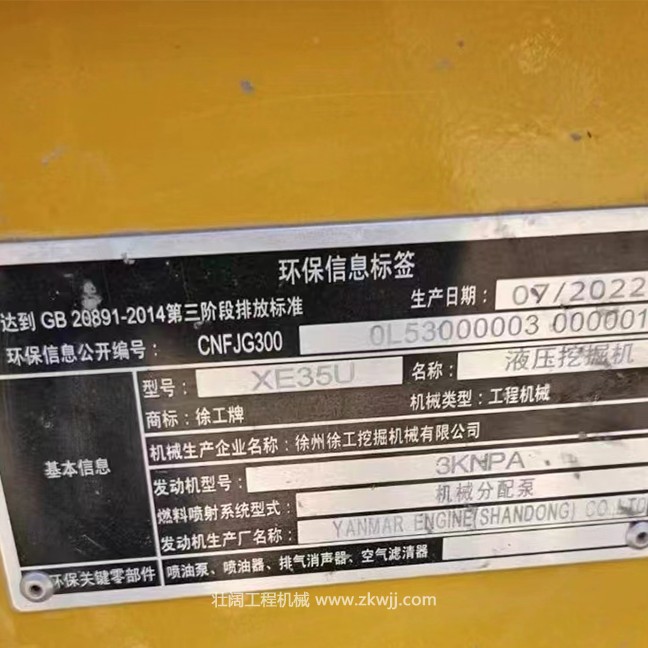 环保信息标签
达到 GB 20891-2014第三阶段排放标准 生产日期: 07/2022
环保信息公开编号: CNFJG300 0L53000003 000001
基本信息
型号: XE35U 名称: 液压挖掘机
商标: 徐工牌 机械类型: 工程机械
机械生产企业名称: 徐州徐工挖掘机械有限公司
发动机型号: 3KNPA
燃料喷射系统型式: 机械分配泵
发动机生产厂名称: YANMAR ENGINE(SHANDONG) CO.,LTD
环保关键零部件 喷油泵、喷油器、排气消声器、空气滤清器
壮阔工程机械 www.zkwjj.com